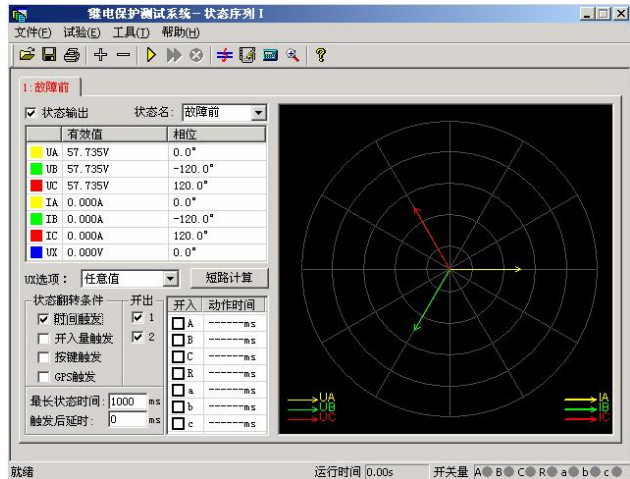 继电保护测试系统-状态序列 I
文件(F) 试验(E) 工具(T) 帮助(H)
1:故障前
状态输出 状态名: 故障前
有效值 相位
UA 57.735V 0.0°
UB 57.735V -120.0°
UC 57.735V 120.0°
IA 0.000A 0.0°
IB 0.000A -120.0°
IC 0.000A 120.0°
UX 0.000V 0.0°
UX选项: 任意值 短路计算
状态翻转条件 开出 开入 动作时间
时间触发 1 A ------ms
开入量触发 2 B ------ms
按键触发 C ------ms
GPS触发 R ------ms
a ------ms
最长状态时间: 1000 ms b ------ms
触发后延时: 0 ms c ------ms
UA IA
UB IB
UC IC
就绪 运行时间 0.00s 开关量 A B C R a b c